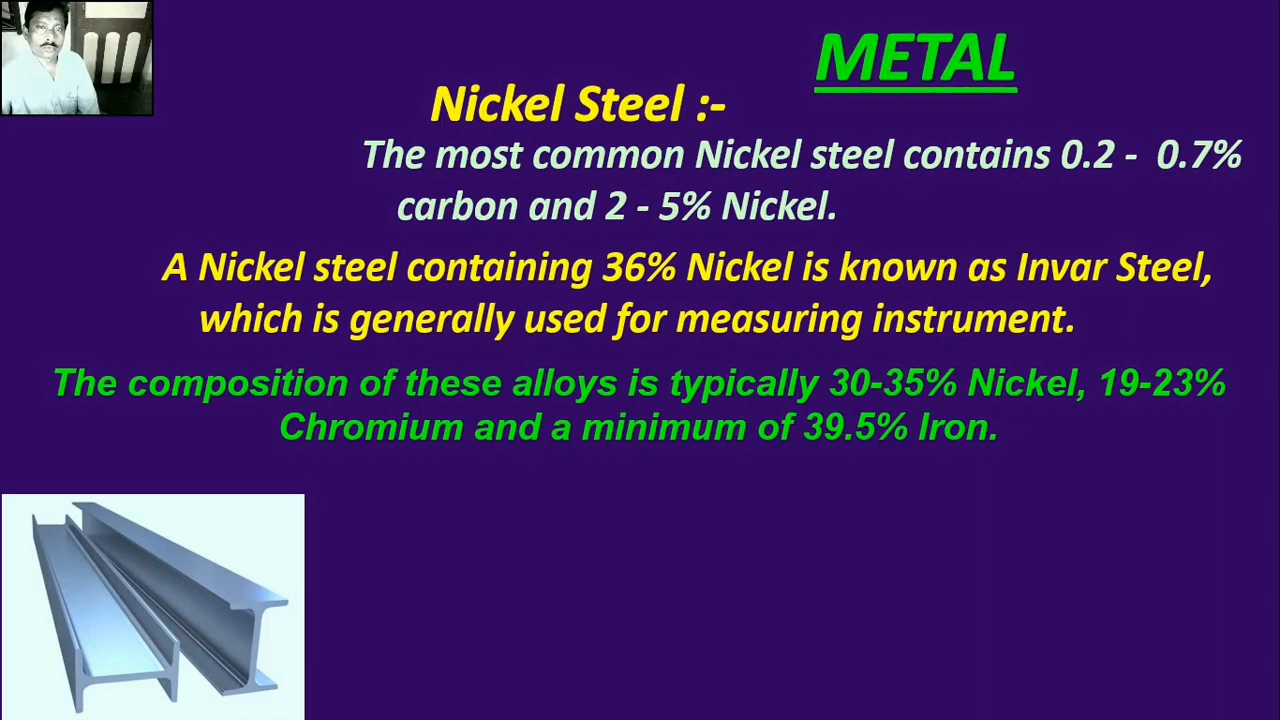 METAL
Nickel Steel :-
The most common Nickel steel contains 0.2 - 0.7%
carbon and 2 - 5% Nickel.
A Nickel steel containing 36% Nickel is known as Invar Steel,
which is generally used for measuring instrument.
The composition of these alloys is typically 30-35% Nickel, 19-23%
Chromium and a minimum of 39.5% Iron.